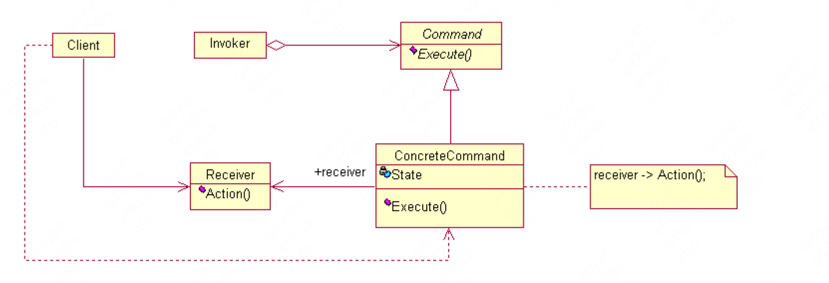 Client
Invoker
Command
Execute()
Receiver
Action()
+receiver
ConcreteCommand
State
Execute()
receiver -> Action();